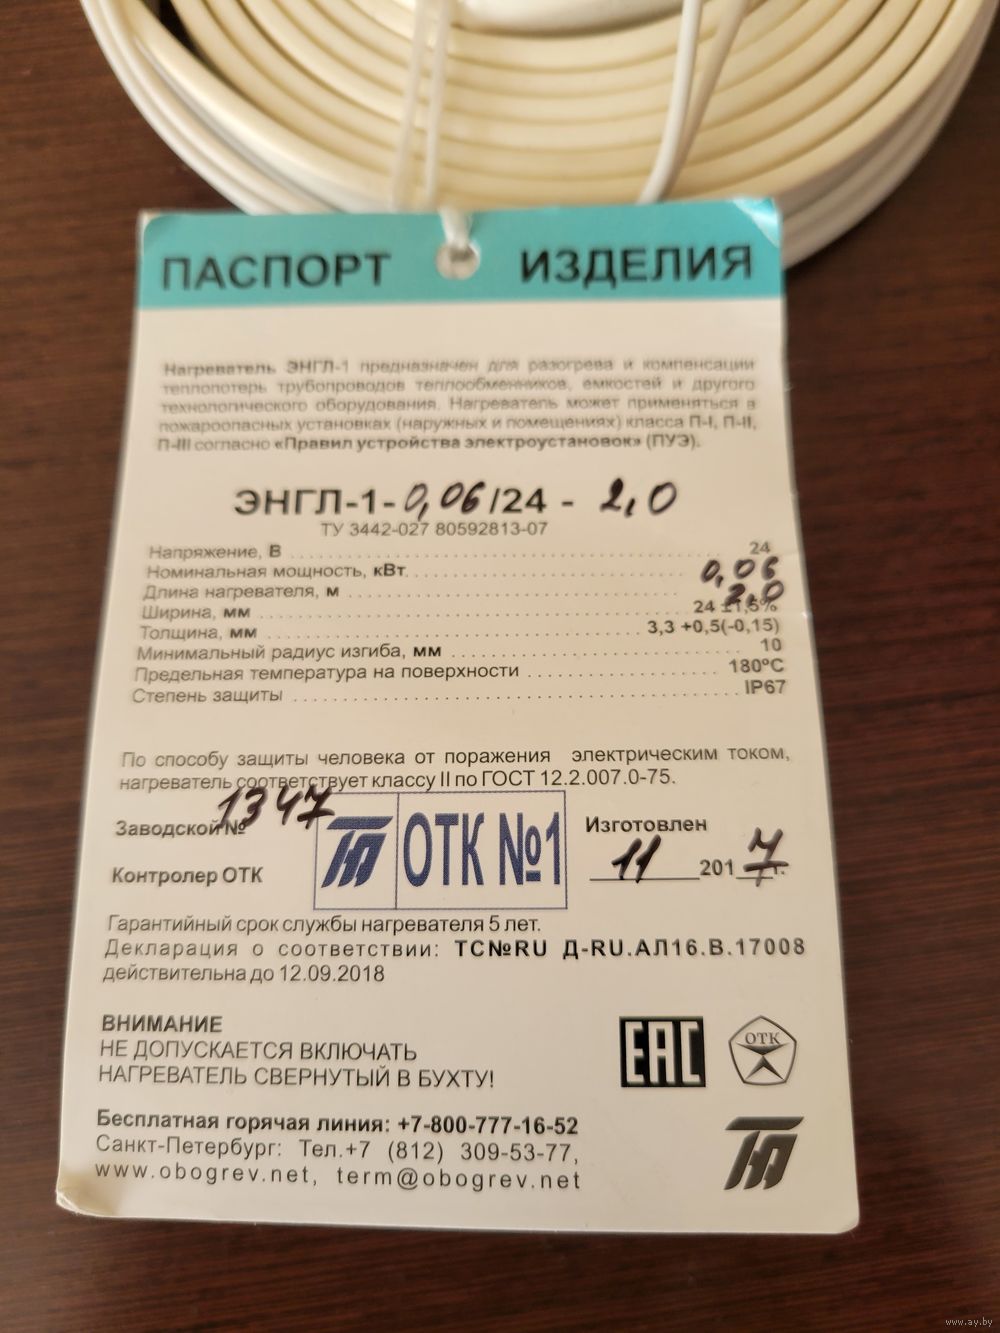 ПАСПОРТ ИЗДЕЛИЯ
Нагреватель ЭНГЛ-1 предназначен для разогрева и компенсации
теплопотерь трубопроводов теплообменников, емкостей и другого
технологического оборудования. Нагреватель может применяться в
пожароопасных установках (наружных и помещениях) класса П-I, П-II,
П-III согласно «Правил устройства электроустановок» (ПУЭ).
ЭНГЛ-1-0,06/24 - 2,0
ТУ 3442-027 80592813-07
Напряжение, В 24
Номинальная мощность, кВт 0,06
Длина нагревателя, м 2,0
Ширина, мм 24 ±1,5%
Толщина, мм 3,3 +0,5(-0,15)
Минимальный радиус изгиба, мм 10
Предельная температура на поверхности 180ºС
Степень защиты IP67
По способу защиты человека от поражения электрическим током,
нагреватель соответствует классу II по ГОСТ 12.2.007.0-75.
Заводской № 1347
Изготовлен
Контролер ОТК
ТЮ ОТК №1
11 2017 г.
Гарантийный срок службы нагревателя 5 лет.
Декларация о соответствии: ТС№RU Д-RU.АЛ16.В.17008
действительна до 12.09.2018
ВНИМАНИЕ
НЕ ДОПУСКАЕТСЯ ВКЛЮЧАТЬ
НАГРЕВАТЕЛЬ СВЕРНУТЫЙ В БУХТУ!
EAC
ОТК
Бесплатная горячая линия: +7-800-777-16-52
Санкт-Петербург: Тел.+7 (812) 309-53-77,
www.obogrev.net, term@obogrev.net
ТЮ
www.ay.by